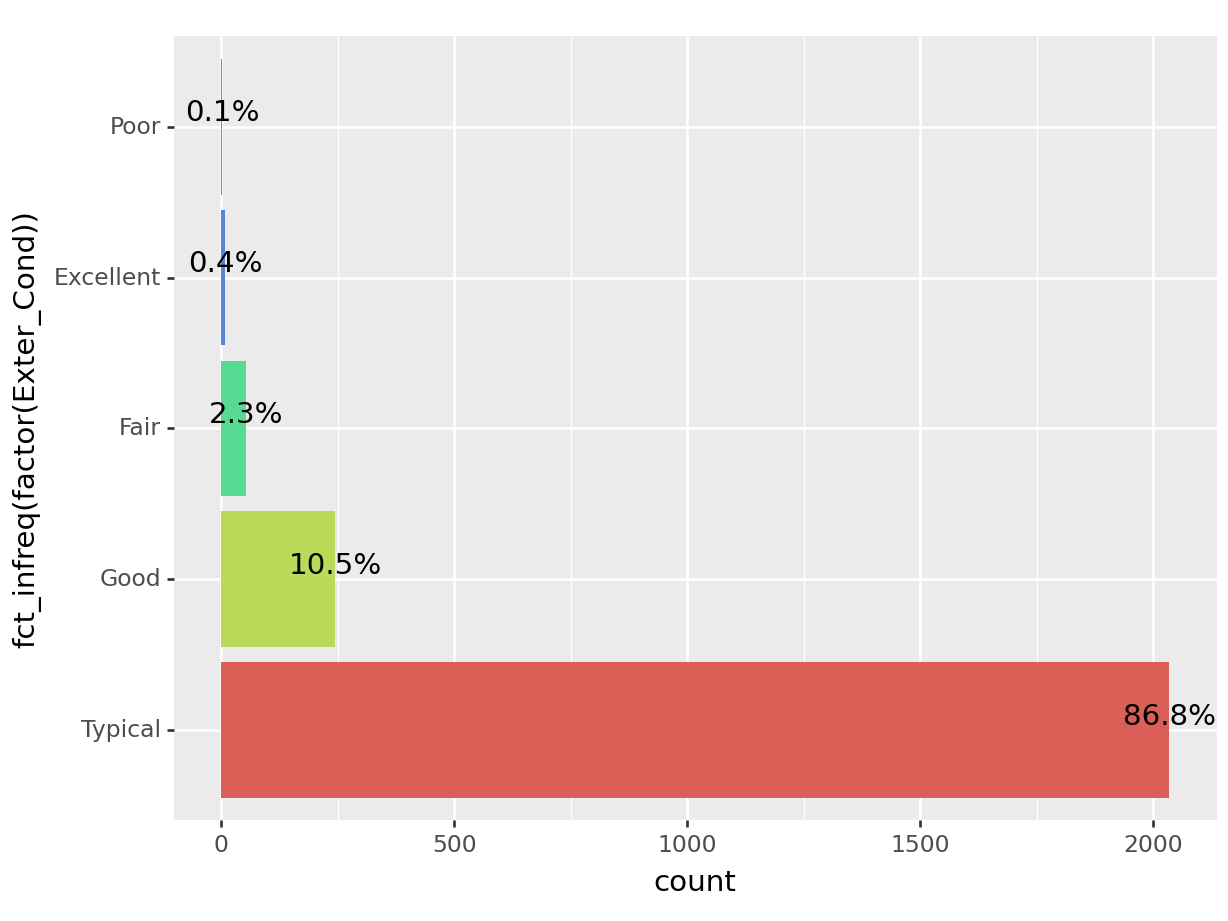 0.1%
Poor
0.4%
Excellent
2.3%
Fair
10.5%
Good
86.8%
Typical
fct_infreq(factor(Exter_Cond))
0 500 1000 1500 2000
count